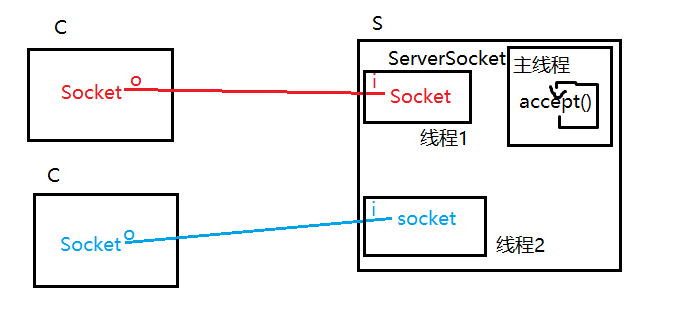 C
S
ServerSocket
主线程
o
i
Socket
Socket
accept()
线程1
C
o
i
Socket
socket
线程2